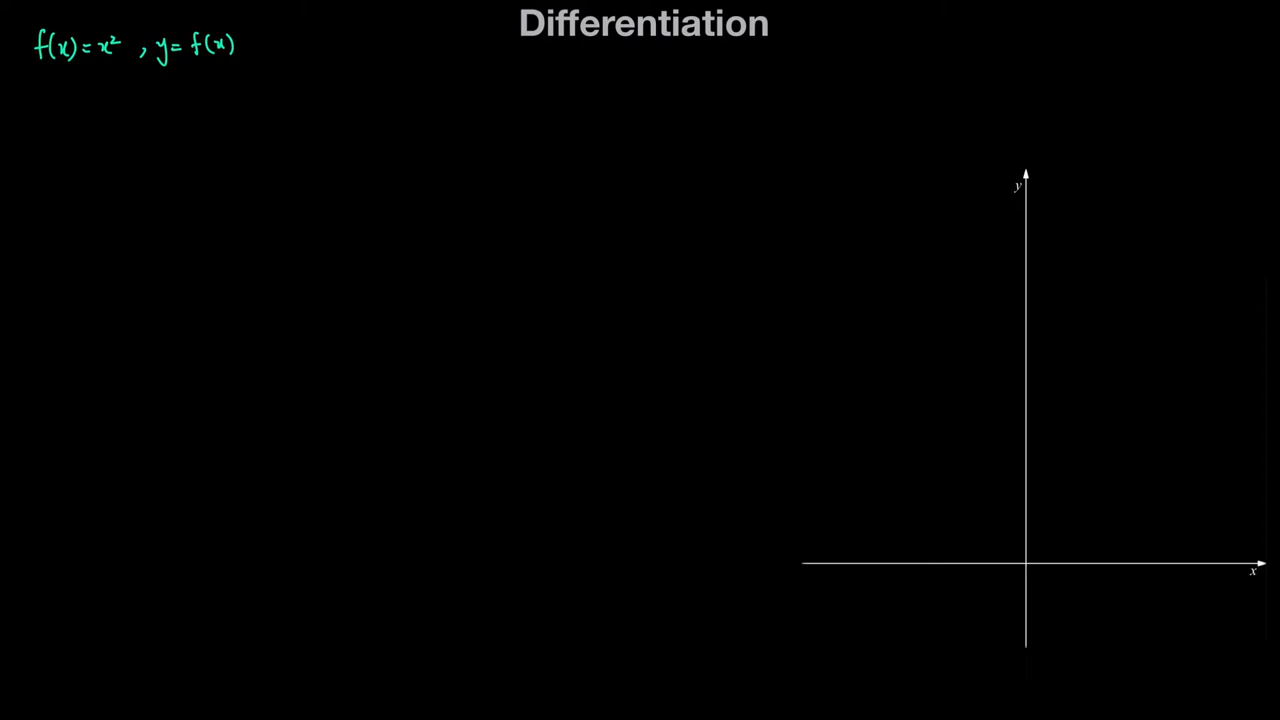 Differentiation
f(x)=x² , y= f(x)
y
x